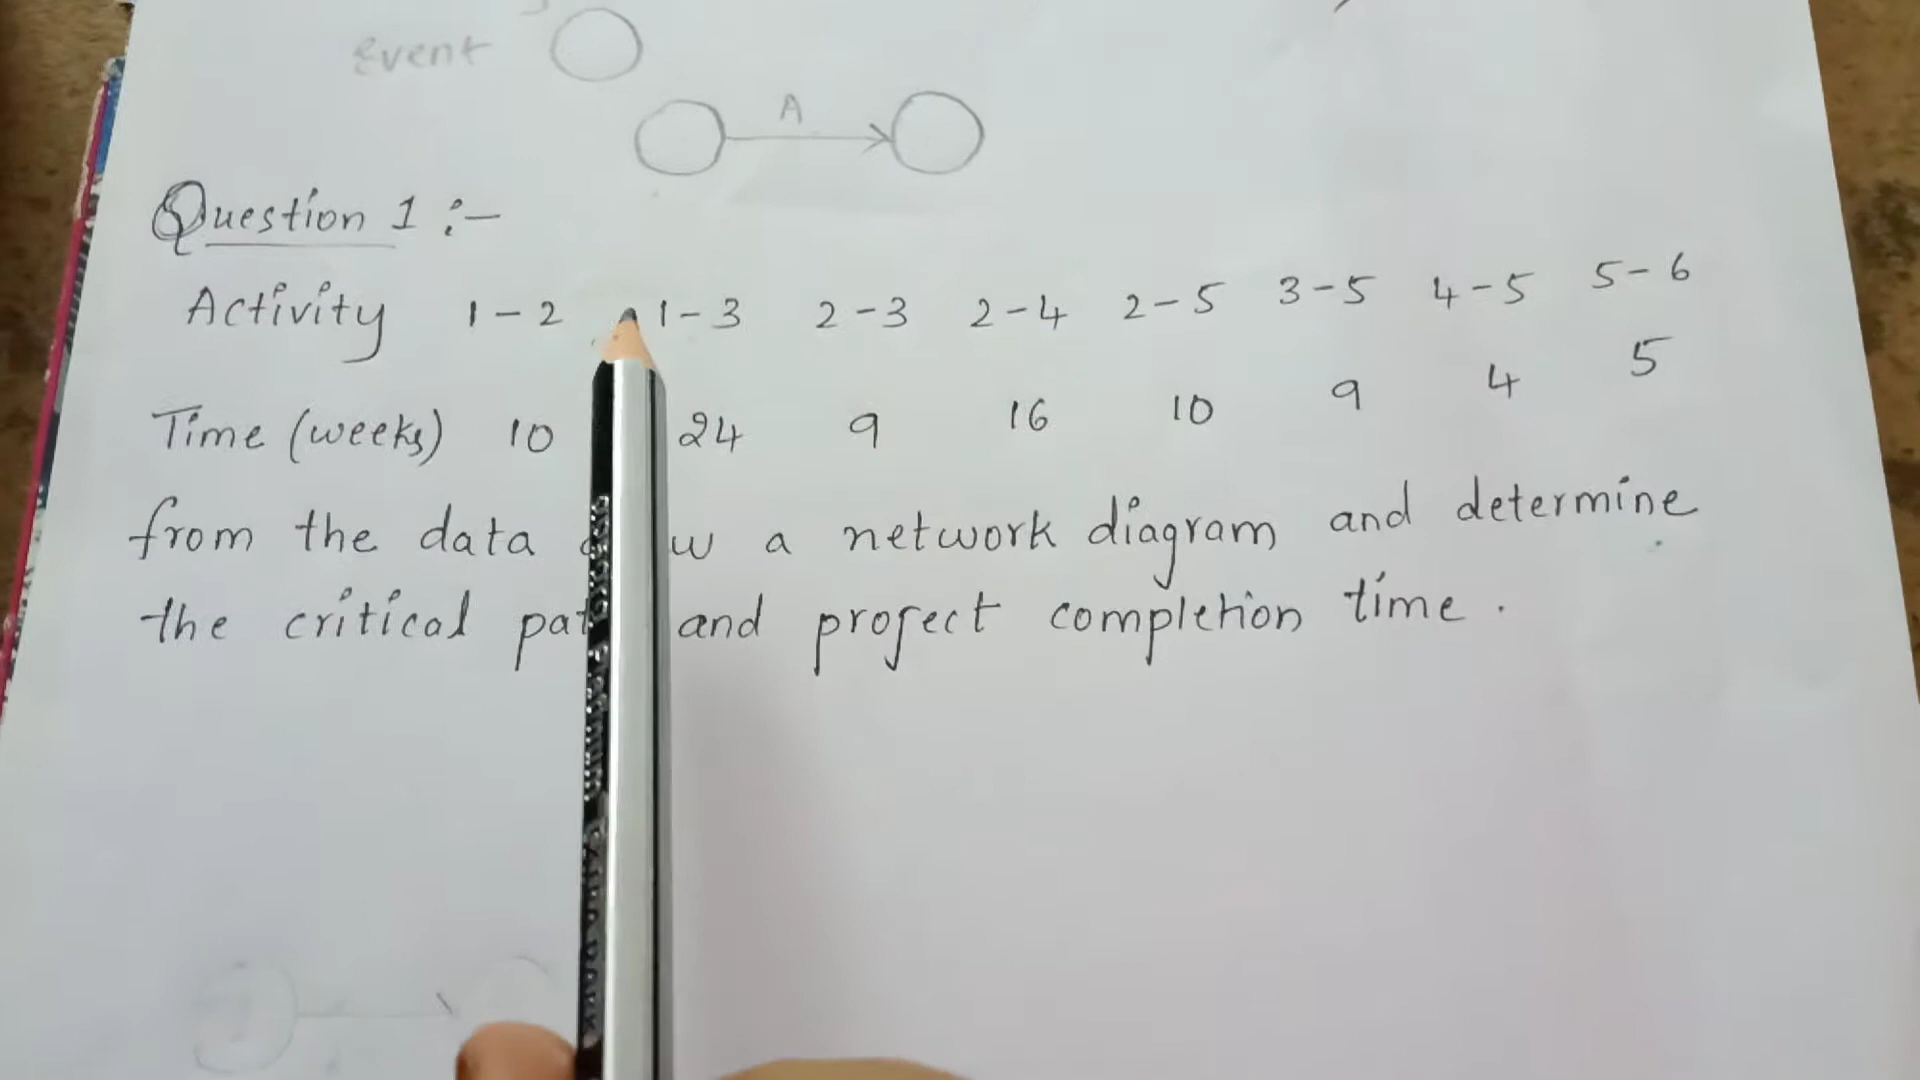 Event
A
Question 1 :-
Activity 1-2 1-3 2-3 2-4 2-5 3-5 4-5 5-6
Time (weeks) 10 24 9 16 10 9 4 5
from the data w a network diagram and determine
the critical and project completion time.